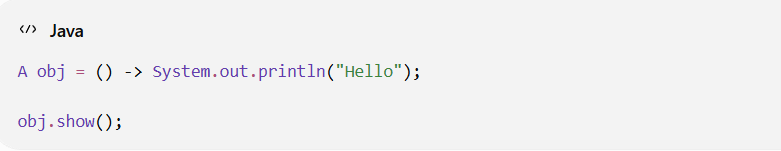 </> Java
A obj = () -> System.out.println("Hello");
obj.show();